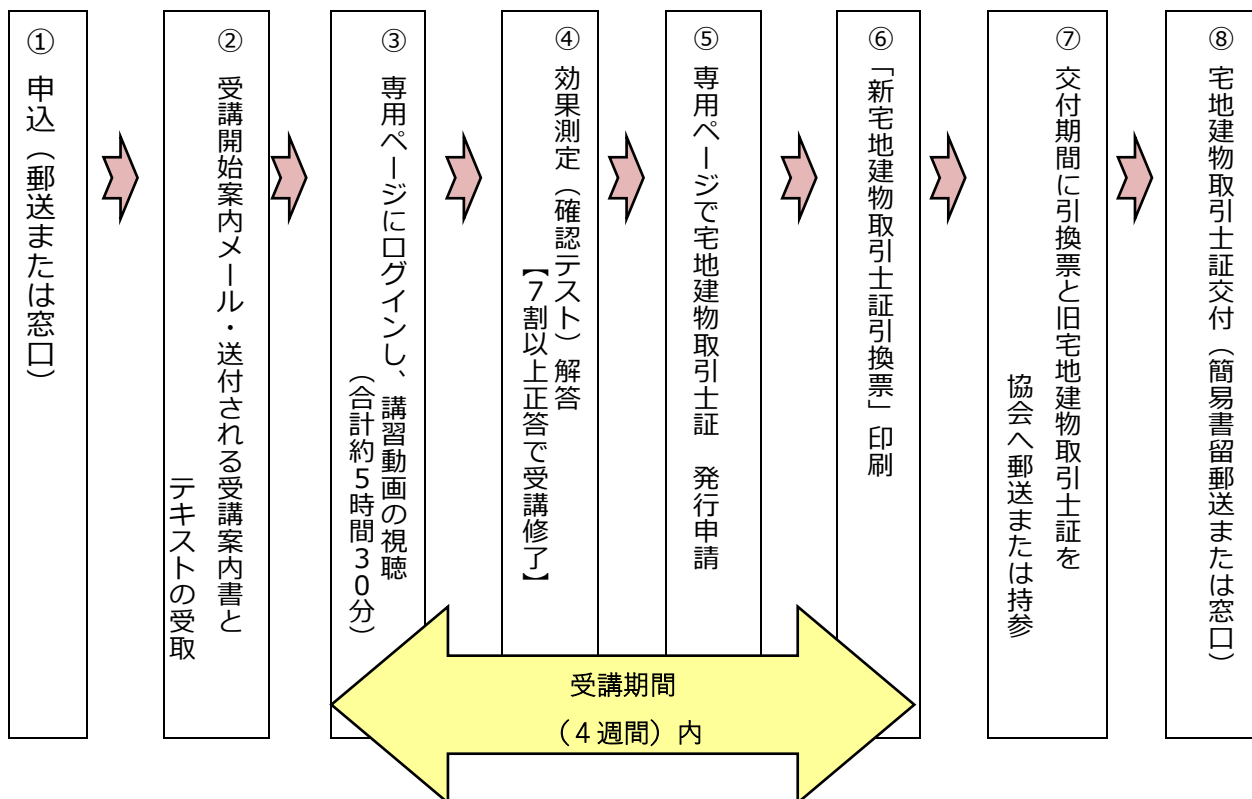 ① 申込（郵送または窓口）
② 受講開始案内メール・送付される受講案内書と
テキストの受取
③ 専用ページにログインし、講習動画の視聴
（合計約５時間３０分）
④ 効果測定（確認テスト）解答
【７割以上正答で受講修了】
⑤ 専用ページで宅地建物取引士証　発行申請
⑥ 「新宅地建物取引士証引換票」印刷
⑦ 交付期間に引換票と旧宅地建物取引士証を
協会へ郵送または持参
⑧ 宅地建物取引士証交付（簡易書留郵送または窓口）
受講期間
（４週間）内